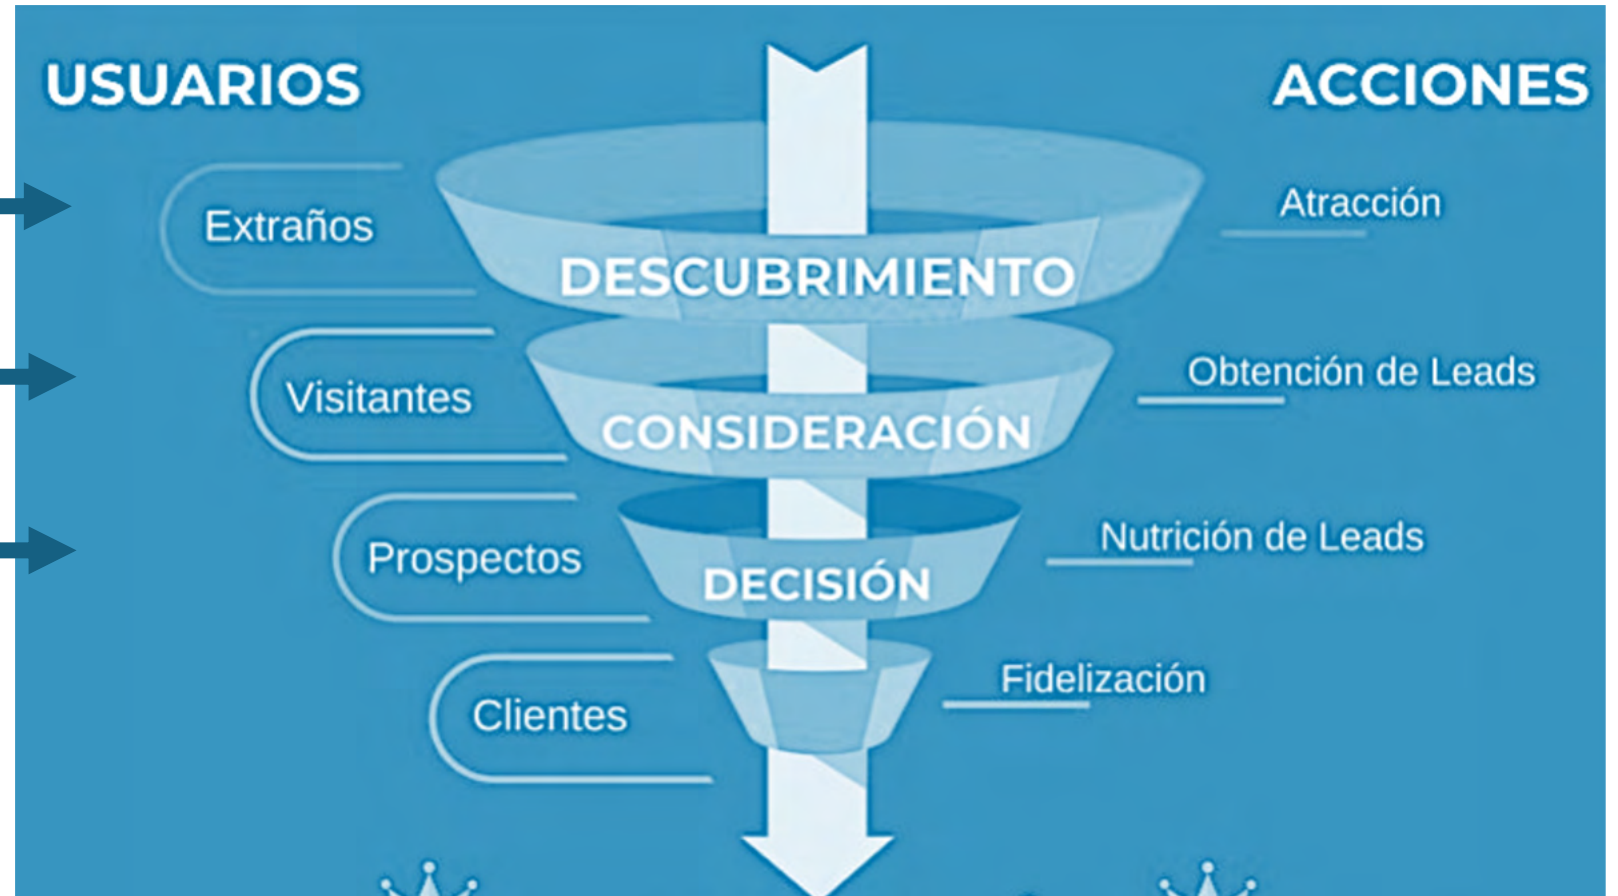 USUARIOS
ACCIONES
Extraños
Atracción
DESCUBRIMIENTO
Visitantes
Obtención de Leads
CONSIDERACIÓN
Prospectos
Nutrición de Leads
DECISIÓN
Clientes
Fidelización